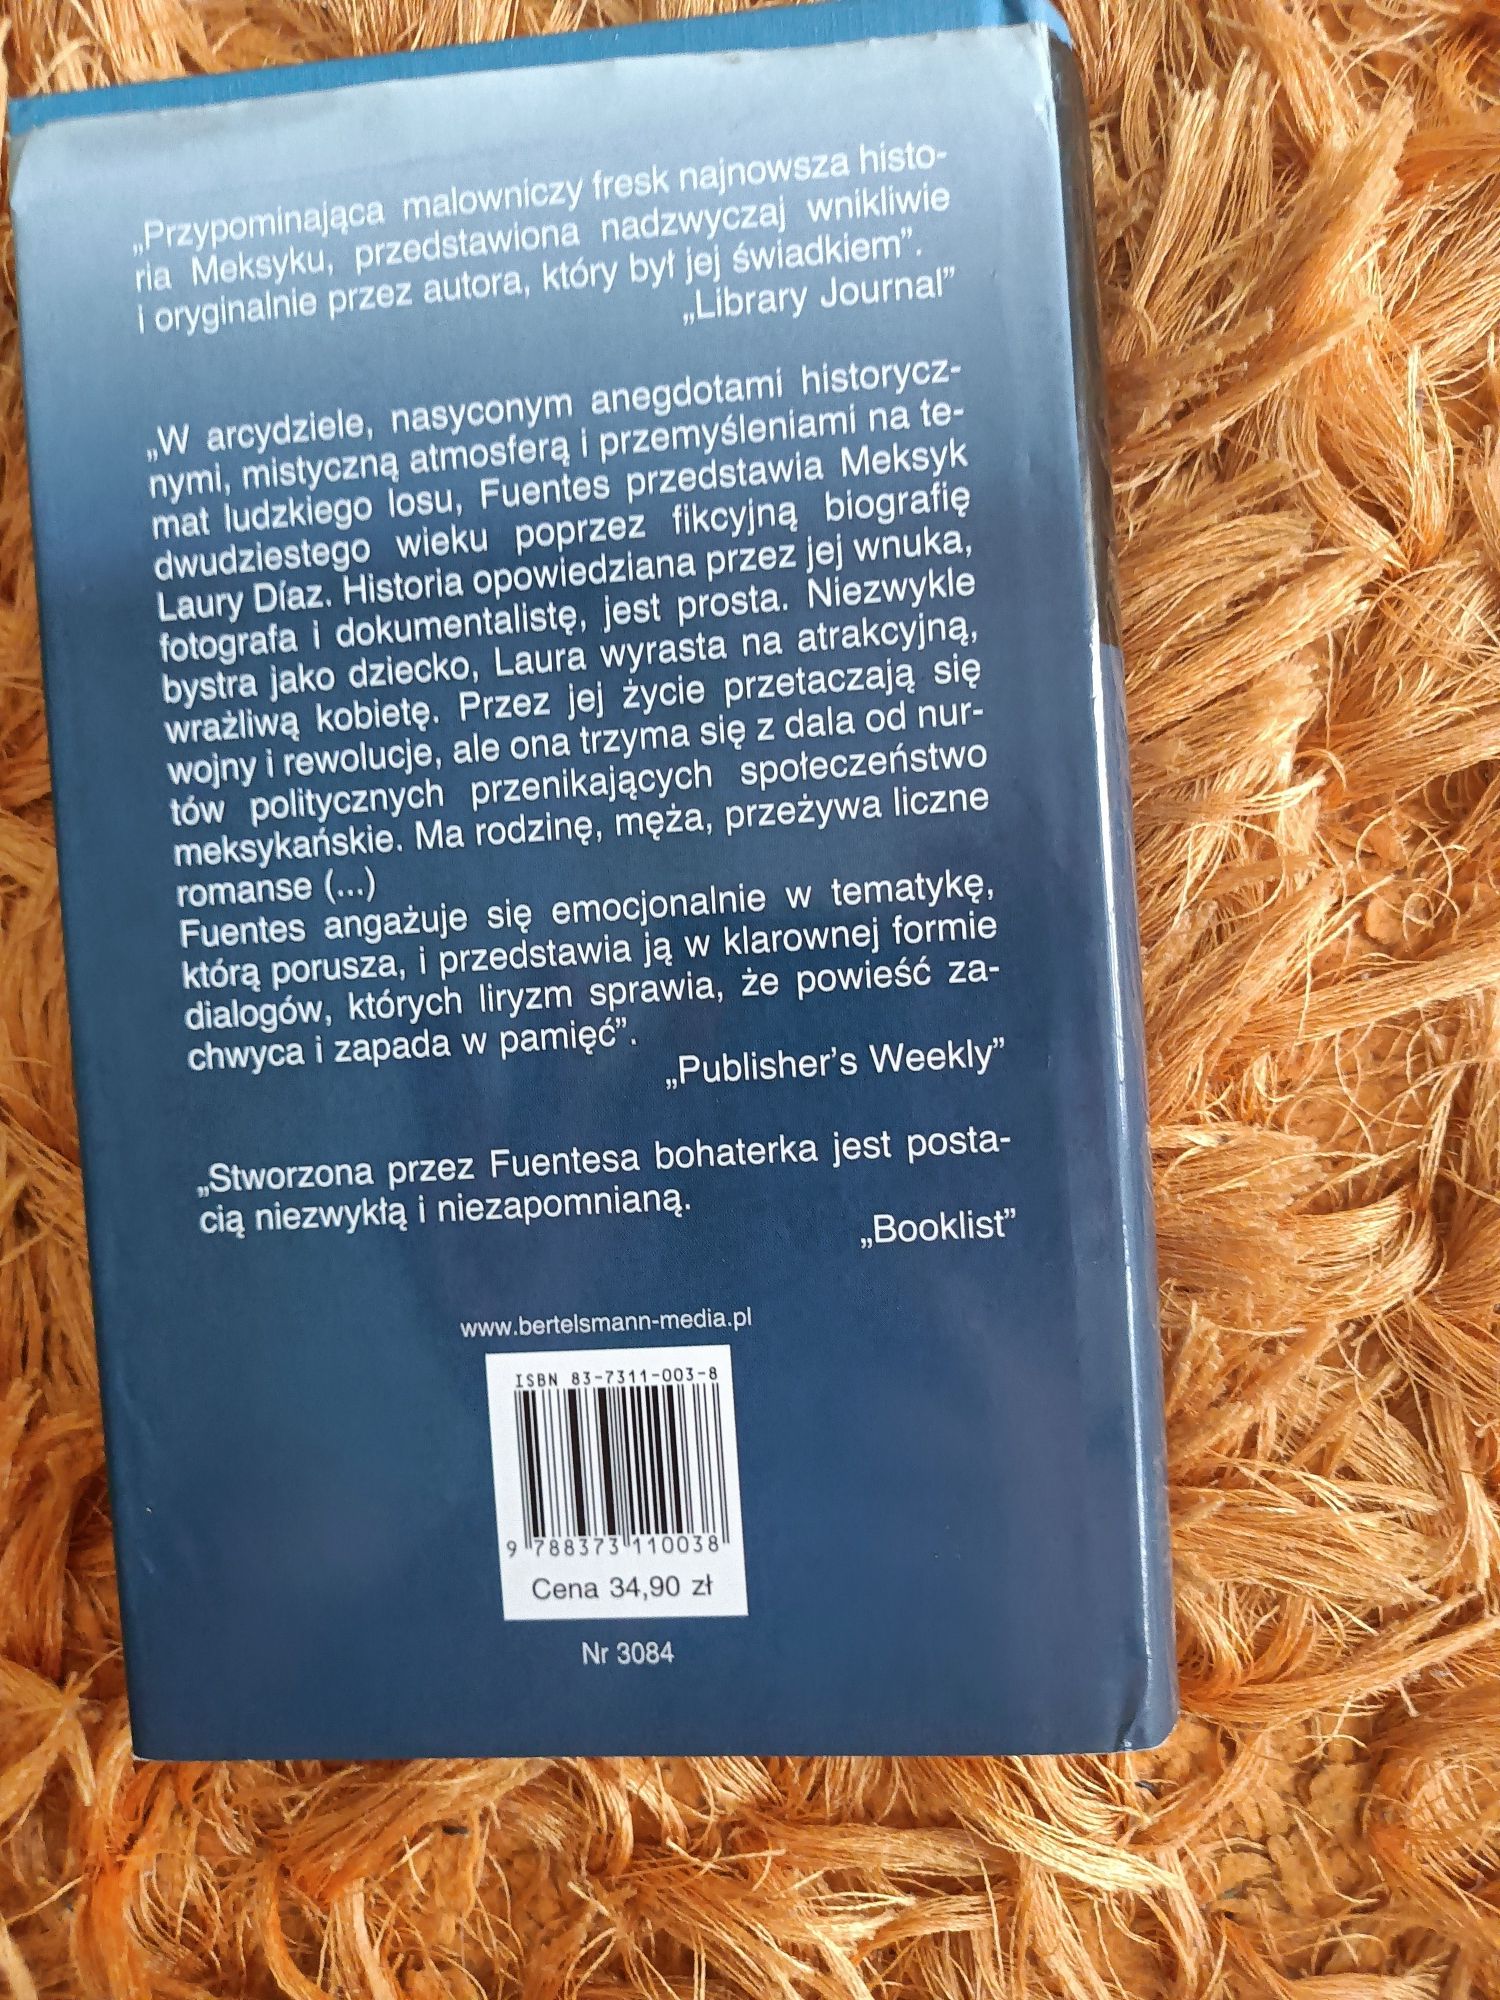 „Przypominająca malowniczy fresk najnowsza histo-
ria Meksyku, przedstawiona nadzwyczaj wnikliwie
i oryginalnie przez autora, który był jej świadkiem”.
„Library Journal”
„W arcydziele, nasyconym anegdotami historycz-
nymi, mistyczną atmosferą i przemyśleniami na te-
mat ludzkiego losu, Fuentes przedstawia Meksyk
dwudziestego wieku poprzez fikcyjną biografię
Laury Díaz. Historia opowiedziana przez jej wnuka,
fotografa i dokumentalistę, jest prosta. Niezwykle
bystra jako dziecko, Laura wyrasta na atrakcyjną,
wrażliwą kobietę. Przez jej życie przetaczają się
wojny i rewolucje, ale ona trzyma się z dala od nur-
tów politycznych przenikających społeczeństwo
meksykańskie. Ma rodzinę, męża, przeżywa liczne
romanse (...)
Fuentes angażuje się emocjonalnie w tematykę,
którą porusza, i przedstawia ją w klarownej formie
dialogów, których liryzm sprawia, że powieść za-
chwyca i zapada w pamięć”.
„Publisher's Weekly”
„Stworzona przez Fuentesa bohaterka jest posta-
cią niezwykłą i niezapomnianą.
„Booklist”
www.bertelsmann-media.pl
ISBN 83-7311-003-8
9 788373 110038
Cena 34,90 zł
Nr 3084